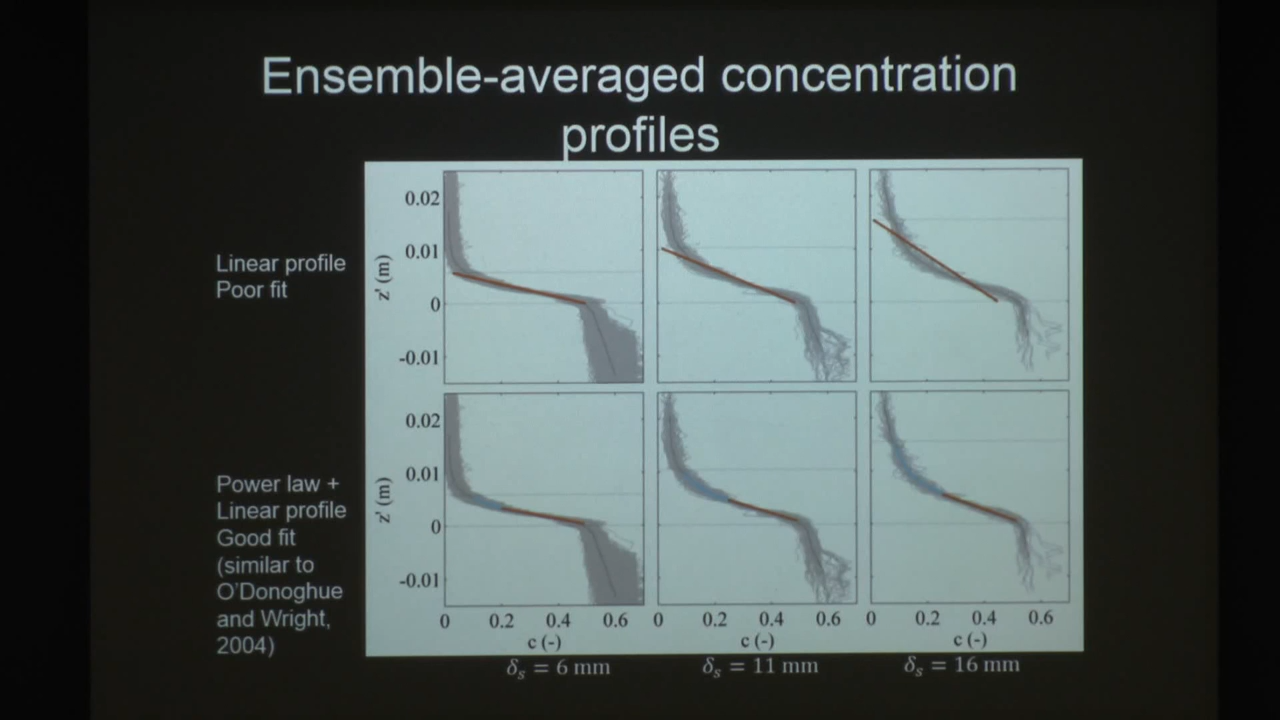 Ensemble-averaged concentration
profiles
Linear profile
Poor fit
0.02
0.01
0
-0.01
z' (m)
Power law +
Linear profile
Good fit
(similar to
O'Donoghue
and Wright,
2004)
0.02
0.01
0
-0.01
z' (m)
0 0.2 0.4 0.6
0 0.2 0.4 0.6
0 0.2 0.4 0.6
c (-)
c (-)
c (-)
δs = 6 mm
δs = 11 mm
δs = 16 mm